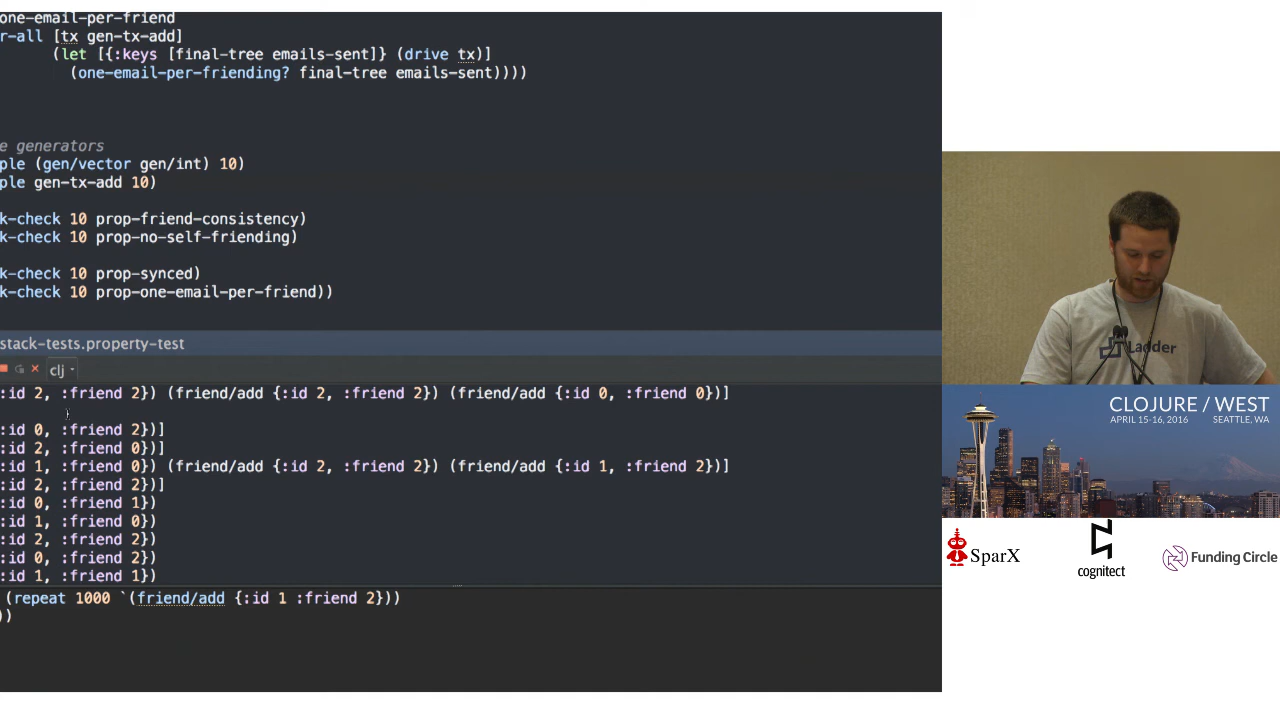 one-email-per-friend
r-all [tx gen-tx-add]
(let [{:keys [final-tree emails-sent]} (drive tx)]
(one-email-per-friending? final-tree emails-sent))))
e generators
ple (gen/vector gen/int) 10)
ple gen-tx-add 10)
k-check 10 prop-friend-consistency)
k-check 10 prop-no-self-friending)
k-check 10 prop-synced)
k-check 10 prop-one-email-per-friend))
stack-tests.property-test
clj
:id 2, :friend 2}) (friend/add {:id 2, :friend 2}) (friend/add {:id 0, :friend 0})]
:id 0, :friend 2})]
:id 2, :friend 0})]
:id 1, :friend 0}) (friend/add {:id 2, :friend 2}) (friend/add {:id 1, :friend 2})]
:id 2, :friend 2})]
:id 0, :friend 1})
:id 1, :friend 0})
:id 2, :friend 2})
:id 0, :friend 2})
:id 1, :friend 1})
(repeat 1000 `(friend/add {:id 1 :friend 2}))
))
Ladder
CLOJURE / WEST
APRIL 15-16, 2016 SEATTLE, WA
SparX
cognitect
Funding Circle